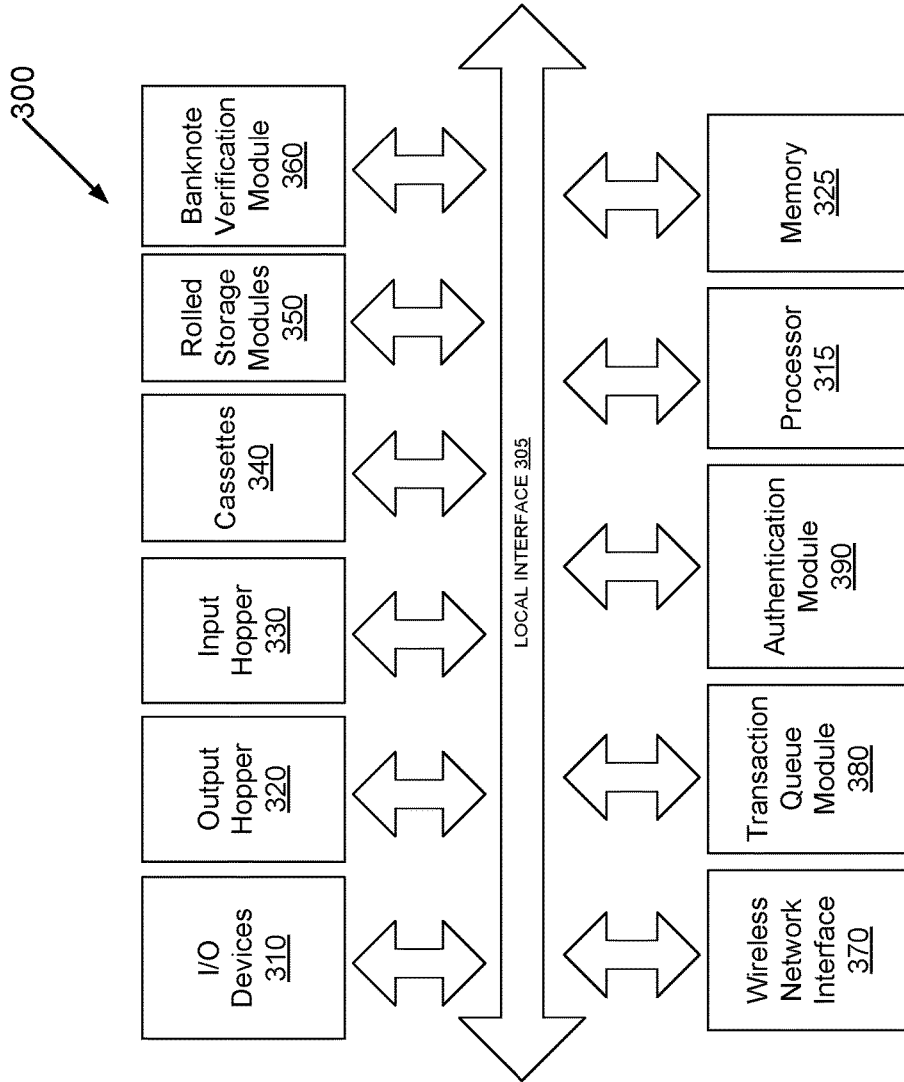 300
I/O
Devices
310
Output
Hopper
320
Input
Hopper
330
Cassettes
340
Rolled
Storage
Modules
350
Banknote
Verification
Module
360
LOCAL INTERFACE 305
Wireless
Network
Interface
370
Transaction
Queue
Module
380
Authentication
Module
390
Processor
315
Memory
325